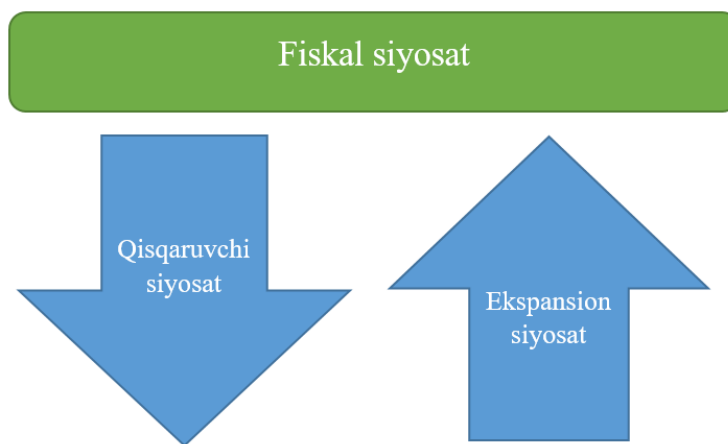 Fiskal siyosat
Qisqaruvchi
siyosat
Ekspansion
siyosat